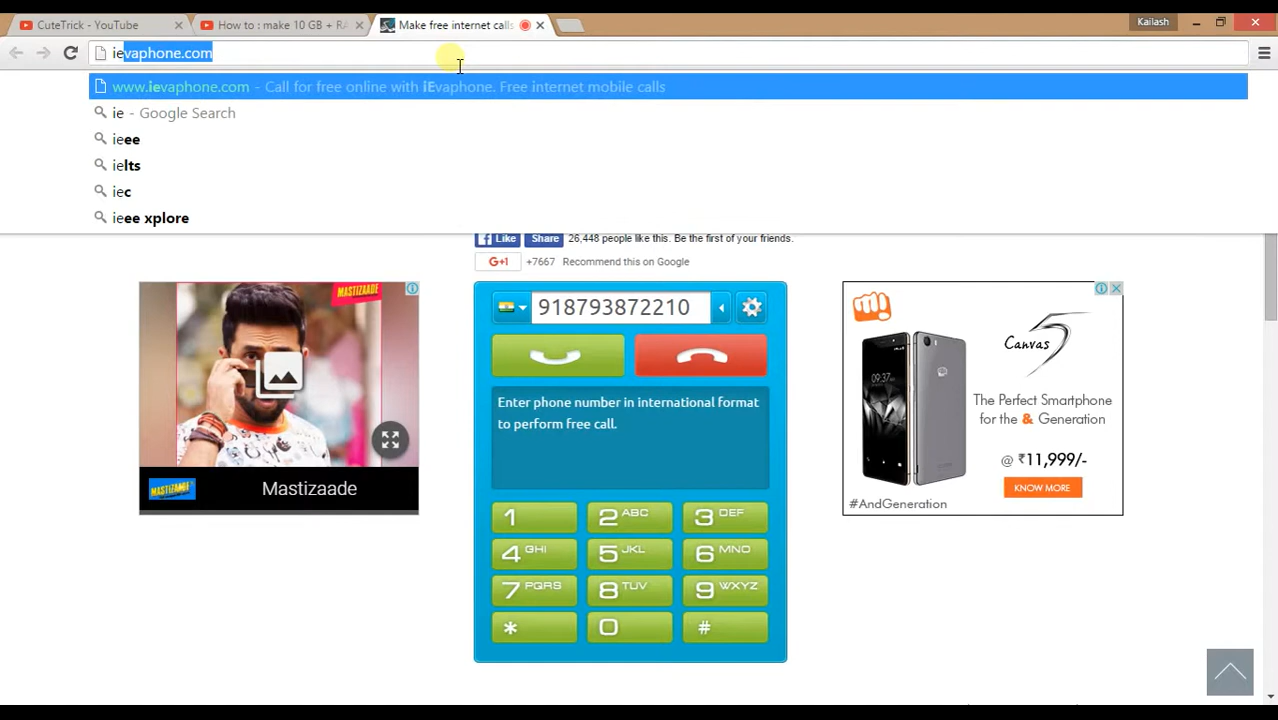 CuteTrick - YouTube
How to : make 10 GB + RA
Make free internet calls
Kailash
ievaphone.com
www.ievaphone.com - Call for free online with iEvaphone. Free internet mobile calls
ie - Google Search
ieee
ielts
iec
ieee xplore
Like Share 26,448 people like this. Be the first of your friends.
G+1 +7667 Recommend this on Google
MASTIZAADE
918793872210
Enter phone number in international format
to perform free call.
1 2 ABC 3 DEF
4 GHI 5 JKL 6 MNO
7 PQRS 8 TUV 9 WXYZ
* 0 #
MASTIZAADE
Mastizaade
m!
Canvas 5
09:37
The Perfect Smartphone
for the & Generation
@ ₹11,999/-
KNOW MORE
#AndGeneration